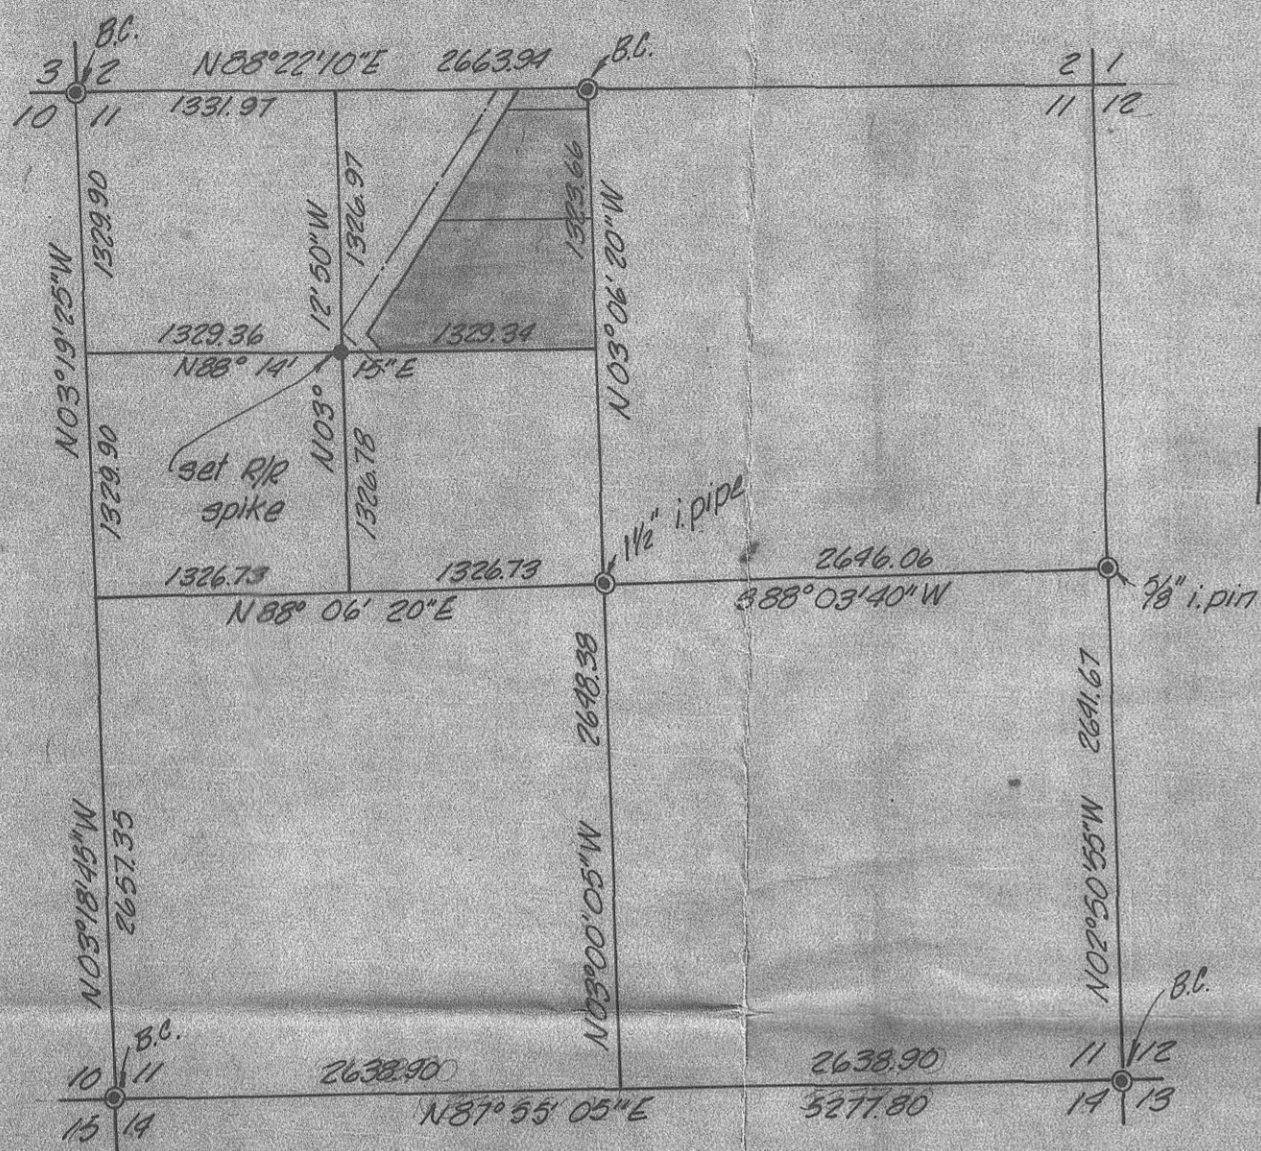 B.C.
3 2
N88°22'10"E 2663.94
B.C.
2 1
10 11
1331.97
11 12
1329.90
1326.97
1323.66
N03°19'25"W
12'50"W
N03°06'20"W
1329.36
1329.34
N88° 14'
15"E
N03°
set R/R
spike
1329.90
1326.78
1½" i.pipe
1326.73
1326.73
2646.06
N88° 06' 20"E
S88°03'40"W
5/8" i.pin
2648.38
2641.67
N03°18'45"W
2657.35
N03°00'05"W
N02°50'55"W
B.C.
B.C.
10 11
2638.90
2638.90
11 12
N87°55'05"E
5277.80
15 14
14 13